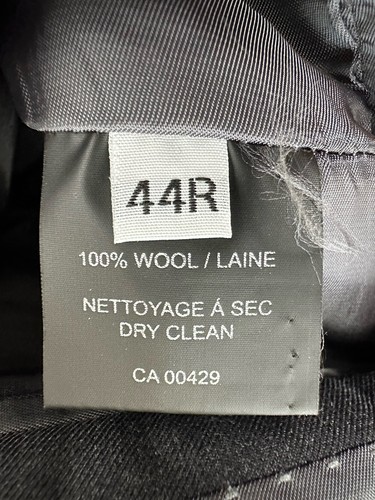 44R
100% WOOL / LAINE
NETTOYAGE Á SEC
DRY CLEAN
CA 00429